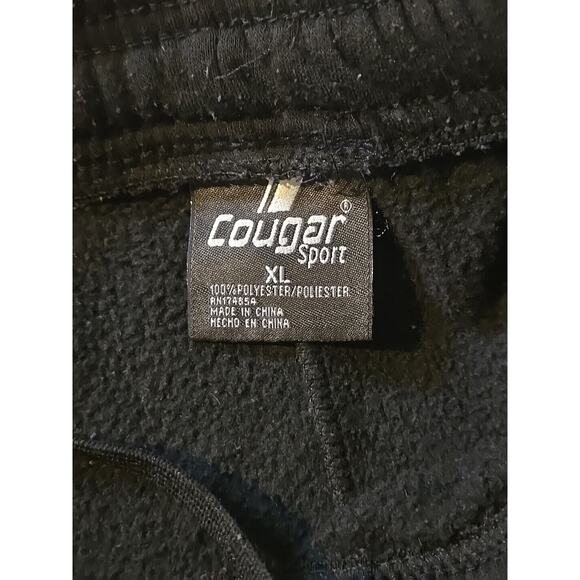 Cougar®
Sport
XL
100%POLYESTER/POLIESTER
RN174854
MADE IN CHINA
HECHO EN CHINA